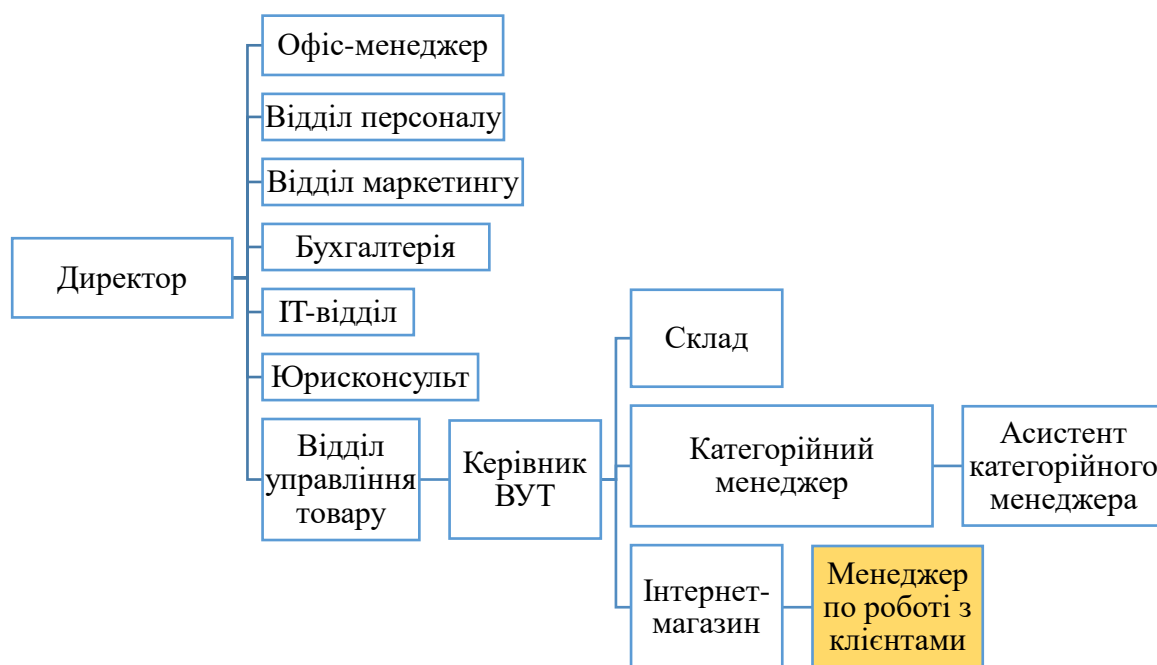 Офіс-менеджер
Відділ персоналу
Відділ маркетингу
Бухгалтерія
Директор
ІТ-відділ
Юрисконсульт
Відділ
управління
товару
Керівник
ВУТ
Склад
Категорійний
менеджер
Асистент
категорійного
менеджера
Інтернет-
магазин
Менеджер
по роботі з
клієнтами